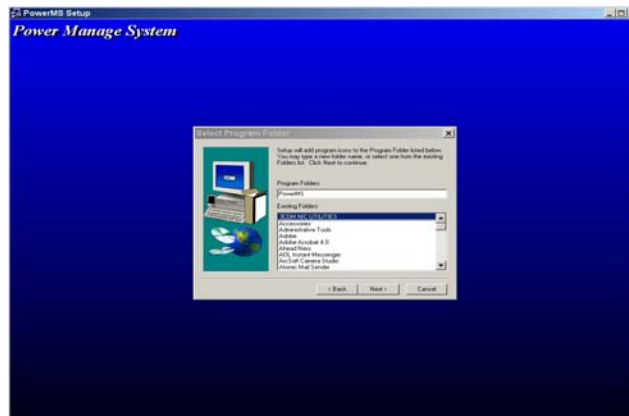 PowerMS Setup
Power Manage System
Select Program Folder
Setup will add program icons to the Program Folder listed below.
You may type a new folder name, or select one from the existing
Folders list. Click Next to continue.
Program Folders:
PowerMS
Existing Folders:
3COM NIC UTILITIES
Accessories
Administrative Tools
Adobe
Adobe Acrobat 4.0
Ahead Nero
AOL Instant Messenger
ArcSoft Camera Studio
Atomic Mail Sender
< Back
Next >
Cancel